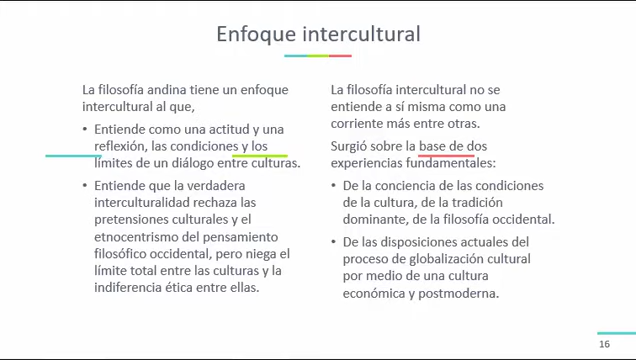 Enfoque intercultural
La filosofía andina tiene un enfoque
intercultural al que,
• Entiende como una actitud y una
reflexión, las condiciones y los
límites de un diálogo entre culturas.
• Entiende que la verdadera
interculturalidad rechaza las
pretensiones culturales y el
etnocentrismo del pensamiento
filosófico occidental, pero niega el
límite total entre las culturas y la
indiferencia ética entre ellas.
La filosofía intercultural no se
entiende a sí misma como una
corriente más entre otras.
Surgió sobre la base de dos
experiencias fundamentales:
• De la conciencia de las condiciones
de la cultura, de la tradición
dominante, de la filosofía occidental.
• De las disposiciones actuales del
proceso de globalización cultural
por medio de una cultura
económica y postmoderna.
16